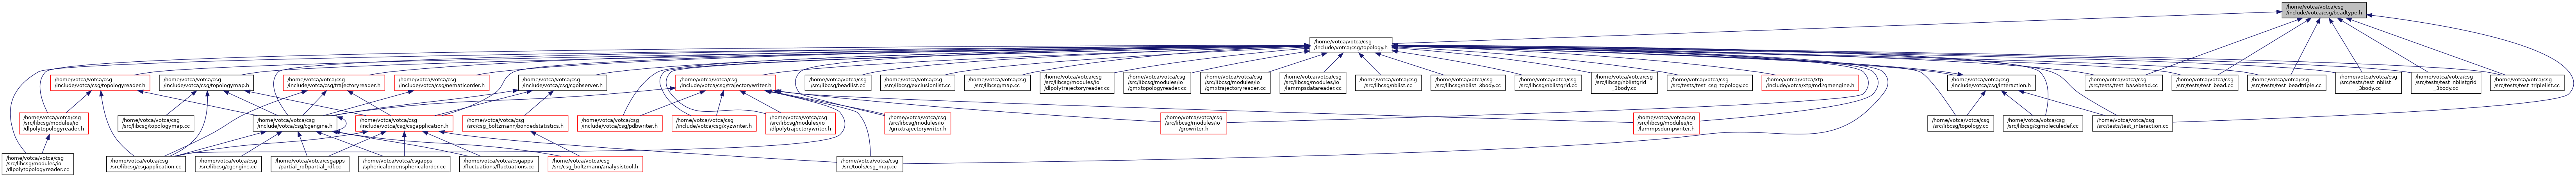 /home/votca/votca/csg
/include/votca/csg/beadtype.h
/home/votca/votca/csg
/include/votca/csg/topology.h
/home/votca/votca/csg
/include/votca/csg/topologyreader.h
/home/votca/votca/csg
/include/votca/csg/topologymap.h
/home/votca/votca/csg
/include/votca/csg/trajectoryreader.h
/home/votca/votca/csg
/include/votca/csg/nematicorder.h
/home/votca/votca/csg
/include/votca/csg/cgobserver.h
/home/votca/votca/csg
/include/votca/csg/trajectorywriter.h
/home/votca/votca/csg
/src/libcsg/beadlist.cc
/home/votca/votca/csg
/src/libcsg/exclusionlist.cc
/home/votca/votca/csg
/src/libcsg/map.cc
/home/votca/votca/csg
/src/libcsg/modules/io
/dlpolytrajectoryreader.cc
/home/votca/votca/csg
/src/libcsg/modules/io
/gmxtopologyreader.cc
/home/votca/votca/csg
/src/libcsg/modules/io
/gmxtrajectoryreader.cc
/home/votca/votca/csg
/src/libcsg/modules/io
/lammpsdatareader.cc
/home/votca/votca/csg
/src/libcsg/nblist.cc
/home/votca/votca/csg
/src/libcsg/nblist_3body.cc
/home/votca/votca/csg
/src/libcsg/nblistgrid.cc
/home/votca/votca/csg
/src/libcsg/nblistgrid
_3body.cc
/home/votca/votca/csg
/src/tests/test_csg_topology.cc
/home/votca/votca/xtp
/include/votca/xtp/md2qmengine.h
/home/votca/votca/csg
/include/votca/csg/interaction.h
/home/votca/votca/csg
/src/tests/test_basebead.cc
/home/votca/votca/csg
/src/tests/test_bead.cc
/home/votca/votca/csg
/src/tests/test_beadtriple.cc
/home/votca/votca/csg
/src/tests/test_nblist
_3body.cc
/home/votca/votca/csg
/src/tests/test_nblistgrid
_3body.cc
/home/votca/votca/csg
/src/tests/test_triplelist.cc
/home/votca/votca/csg
/src/libcsg/modules/io
/dlpolytopologyreader.h
/home/votca/votca/csg
/src/libcsg/topologymap.cc
/home/votca/votca/csg
/include/votca/csg/cgengine.h
/home/votca/votca/csg
/include/votca/csg/csgapplication.h
/home/votca/votca/csg
/src/csg_boltzmann/bondedstatistics.h
/home/votca/votca/csg
/include/votca/csg/pdbwriter.h
/home/votca/votca/csg
/include/votca/csg/xyzwriter.h
/home/votca/votca/csg
/src/libcsg/modules/io
/dlpolytrajectorywriter.h
/home/votca/votca/csg
/src/libcsg/modules/io
/gmxtrajectorywriter.h
/home/votca/votca/csg
/src/libcsg/modules/io
/growriter.h
/home/votca/votca/csg
/src/libcsg/modules/io
/lammpsdumpwriter.h
/home/votca/votca/csg
/src/libcsg/topology.cc
/home/votca/votca/csg
/src/libcsg/cgmoleculedef.cc
/home/votca/votca/csg
/src/tests/test_interaction.cc
/home/votca/votca/csg
/src/libcsg/modules/io
/dlpolytopologyreader.cc
/home/votca/votca/csg
/src/libcsg/csgapplication.cc
/home/votca/votca/csg
/src/libcsg/cgengine.cc
/home/votca/votca/csgapps
/partial_rdf/partial_rdf.cc
/home/votca/votca/csgapps
/sphericalorder/sphericalorder.cc
/home/votca/votca/csgapps
/fluctuations/fluctuations.cc
/home/votca/votca/csg
/src/csg_boltzmann/analysistool.h
/home/votca/votca/csg
/src/tools/csg_map.cc